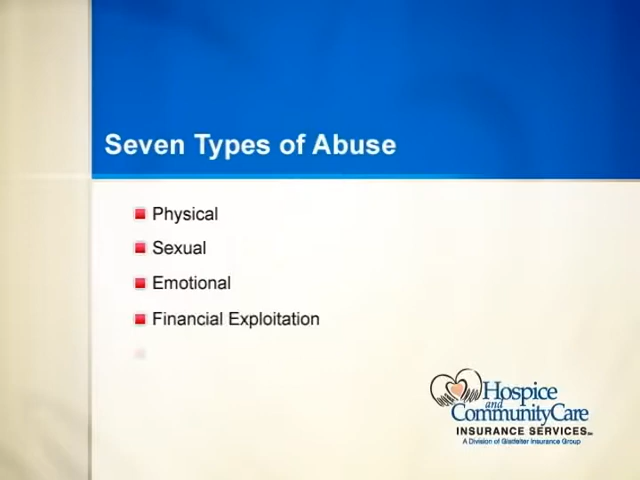 Seven Types of Abuse
Physical
Sexual
Emotional
Financial Exploitation
Hospice
and
CommunityCare
INSURANCE SERVICES
A Division of Glatfelter Insurance Group